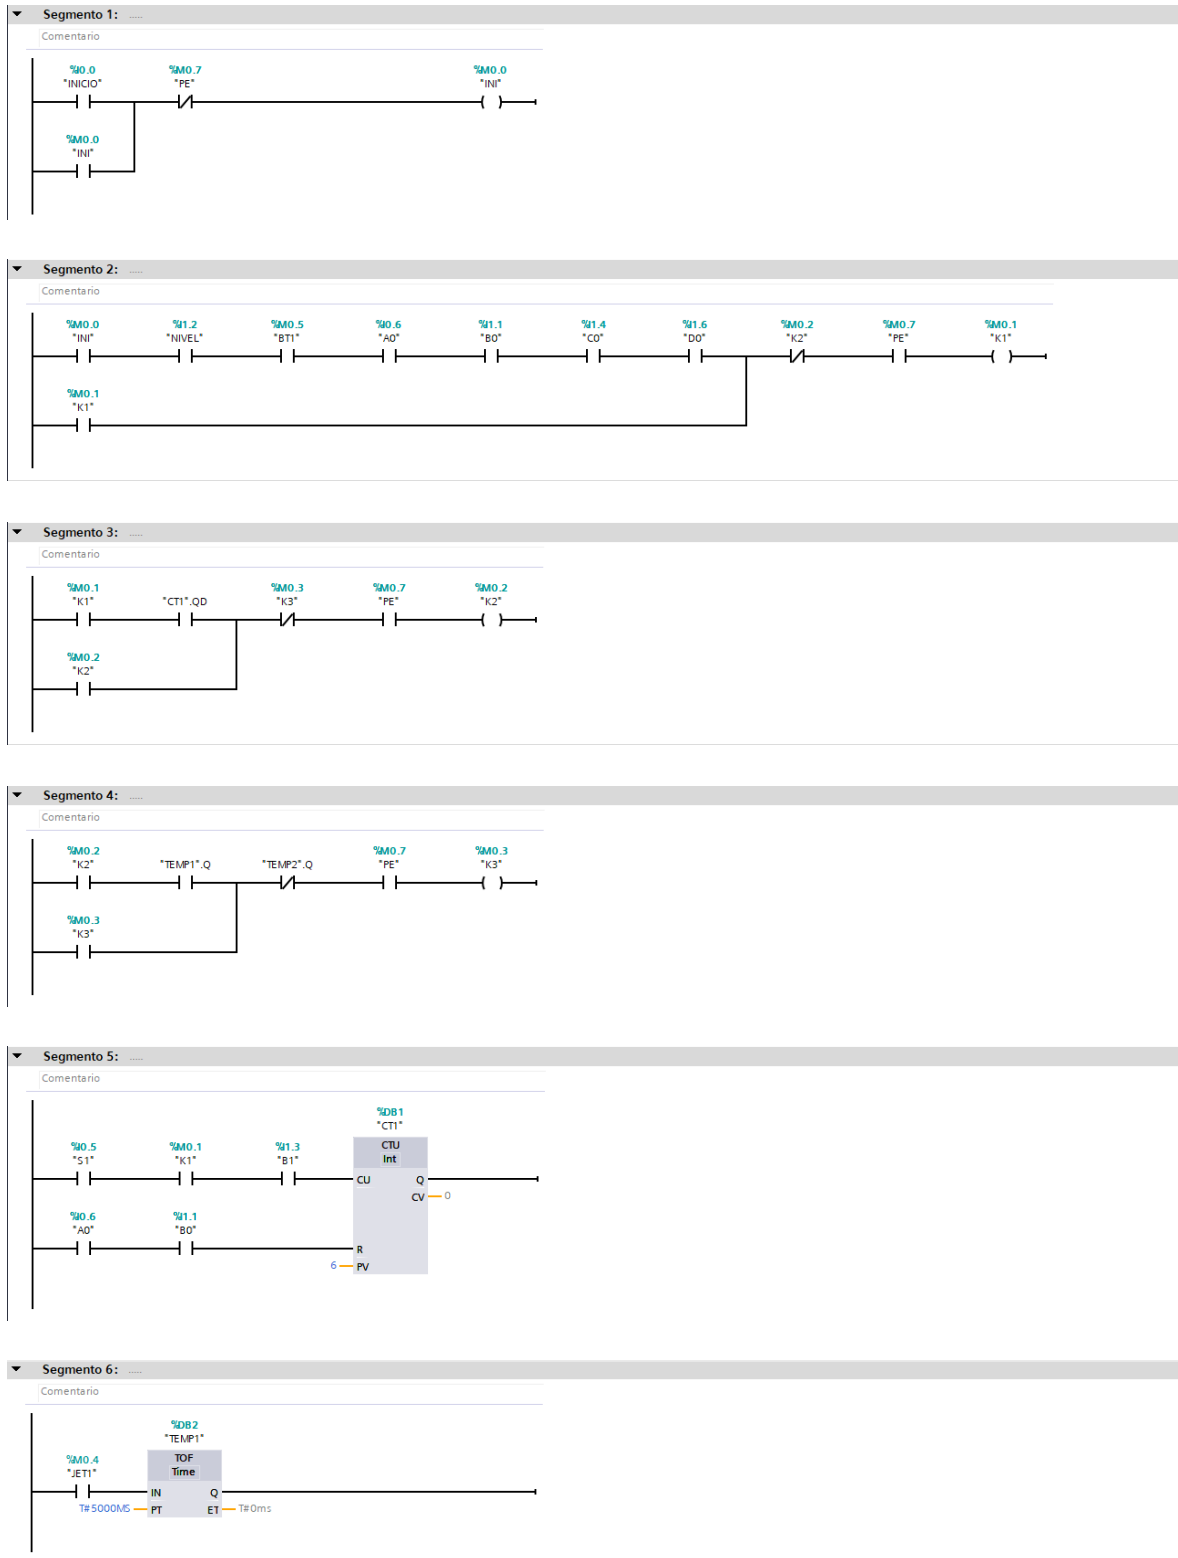 Segmento 1: .....
Comentario
%I0.0 %M0.7 %M0.0
"INICIO" "PE" "INI"
%M0.0
"INI"
Segmento 2: .....
Comentario
%M0.0 %I1.2 %M0.5 %I0.6 %I1.1 %I1.4 %I1.6 %M0.2 %M0.7 %M0.1
"INI" "NIVEL" "BT1" "A0" "B0" "C0" "D0" "K2" "PE" "K1"
%M0.1
"K1"
Segmento 3: .....
Comentario
%M0.1 %M0.3 %M0.7 %M0.2
"K1" "CT1".QD "K3" "PE" "K2"
%M0.2
"K2"
Segmento 4: .....
Comentario
%M0.2 %M0.7 %M0.3
"K2" "TEMP1".Q "TEMP2".Q "PE" "K3"
%M0.3
"K3"
Segmento 5: .....
Comentario
%DB1
"CT1"
%I0.5 %M0.1 %I1.3 CTU
"S1" "K1" "B1" Int
CU Q
CV 0
%I0.6 %I1.1
"A0" "B0"
R
6 PV
Segmento 6: .....
Comentario
%DB2
"TEMP1"
%M0.4 TOF
"JET1" Time
IN Q
T#5000MS PT ET T#0ms